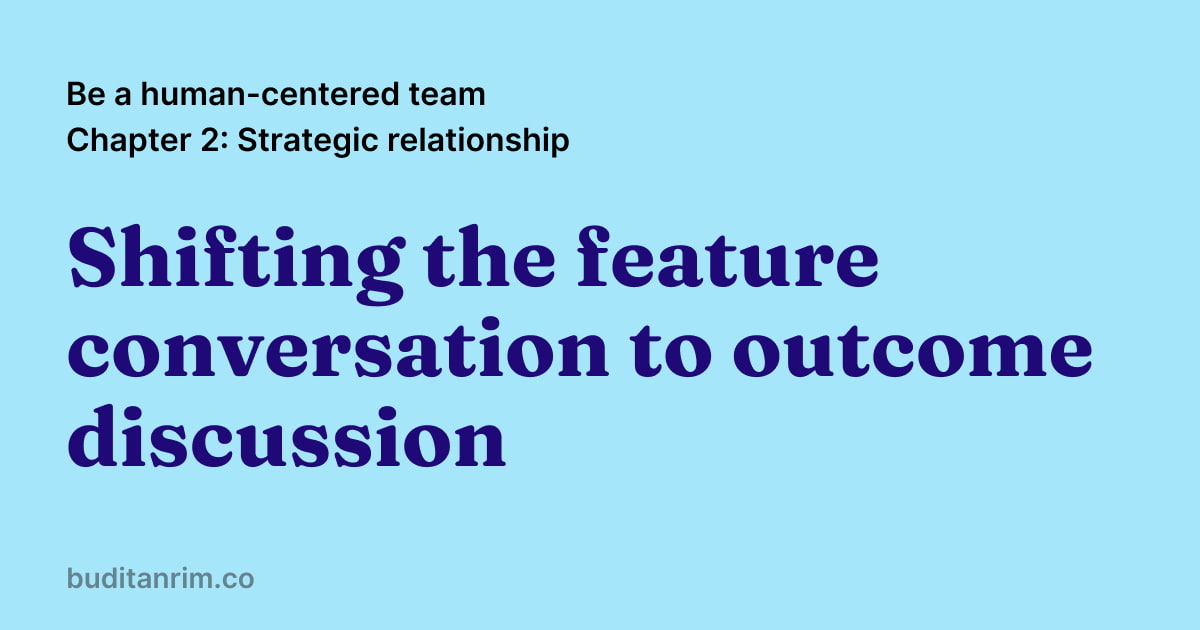 Be a human-centered team
Chapter 2: Strategic relationship
Shifting the feature
conversation to outcome
discussion
buditanrim.co